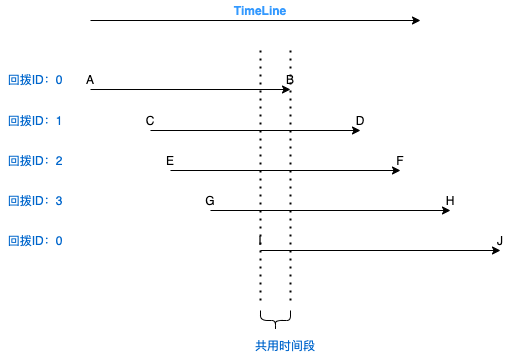 TimeLine
回拨ID：0 A B
回拨ID：1 C D
回拨ID：2 E F
回拨ID：3 G H
回拨ID：0 I J
共用时间段